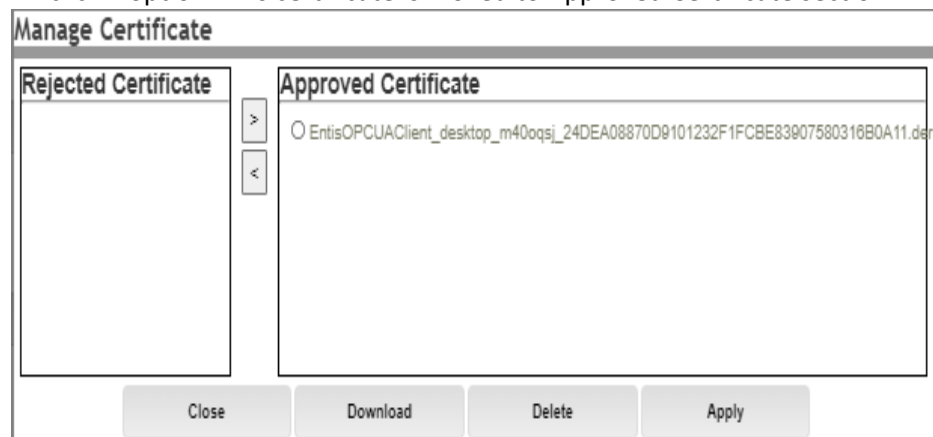 Manage Certificate
Rejected Certificate
Approved Certificate
>
EntisOPCUAClient_desktop_m40oqsj_24DEA08870D9101232F1FCBE83907580316B0A11.der
<
Close Download Delete Apply